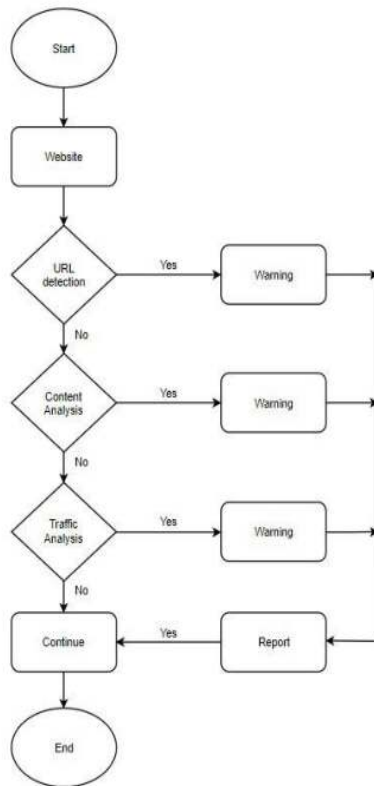 Start
Website
URL
detection
Yes
Warning
No
Content
Analysis
Yes
Warning
No
Traffic
Analysis
Yes
Warning
No
Continue
Yes
Report
End